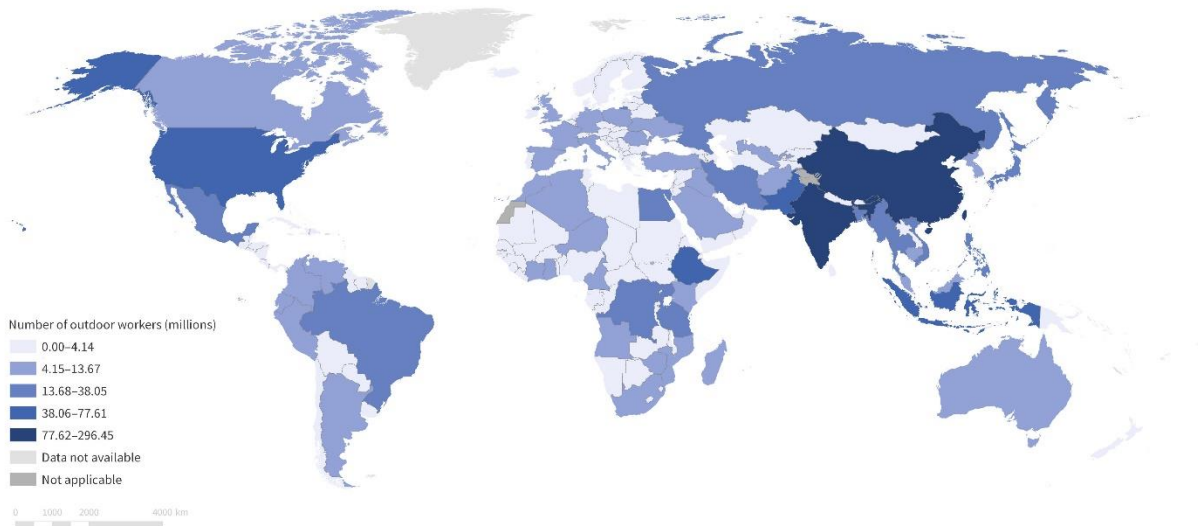 Number of outdoor workers (millions)
0.00–4.14
4.15–13.67
13.68–38.05
38.06–77.61
77.62–296.45
Data not available
Not applicable
0 1000 2000 4000 km